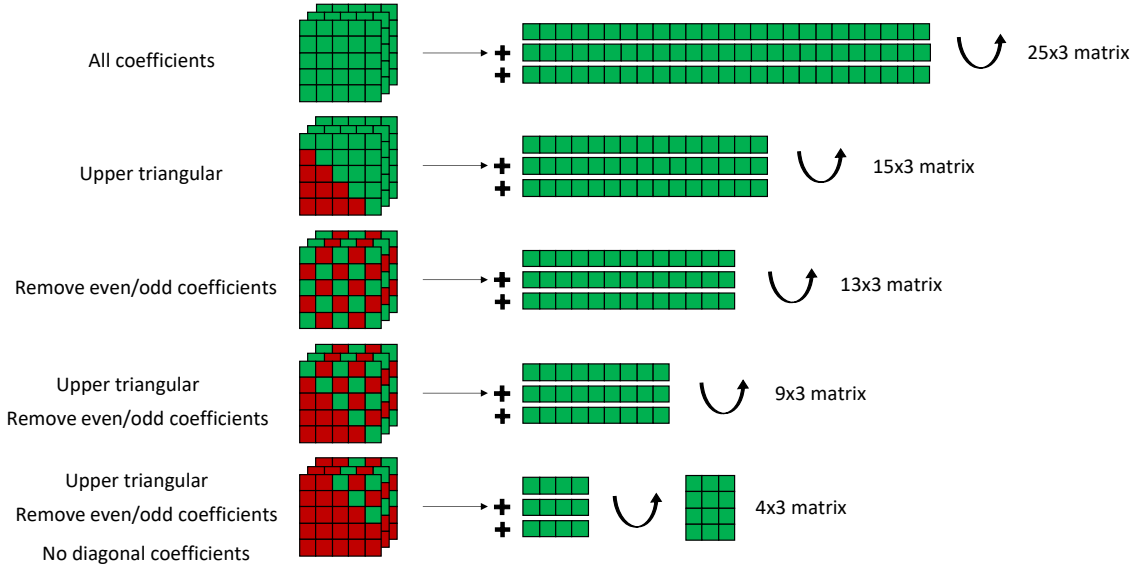 All coefficients
+
+
25x3 matrix
Upper triangular
+
+
15x3 matrix
Remove even/odd coefficients
+
+
13x3 matrix
Upper triangular
Remove even/odd coefficients
+
+
9x3 matrix
Upper triangular
Remove even/odd coefficients
No diagonal coefficients
+
+
4x3 matrix